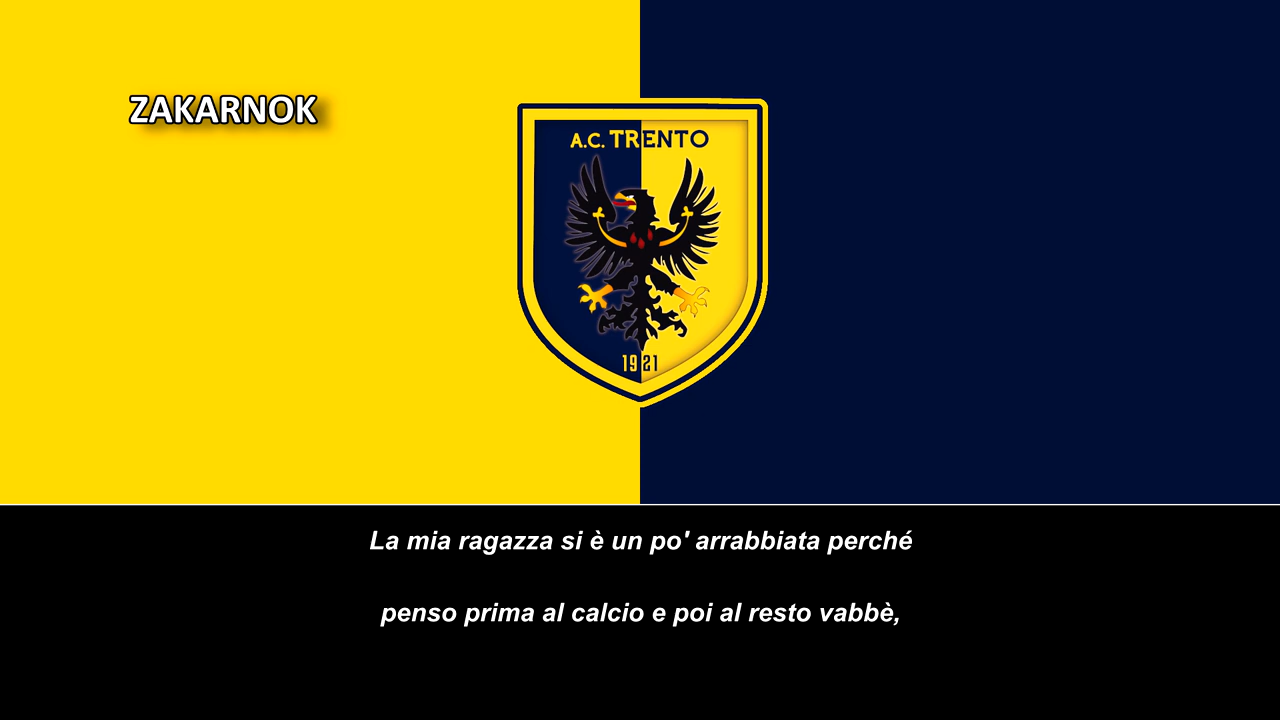 ZAKARNOK
A.C. TRENTO
1921
La mia ragazza si è un po' arrabbiata perché
penso prima al calcio e poi al resto vabbè,